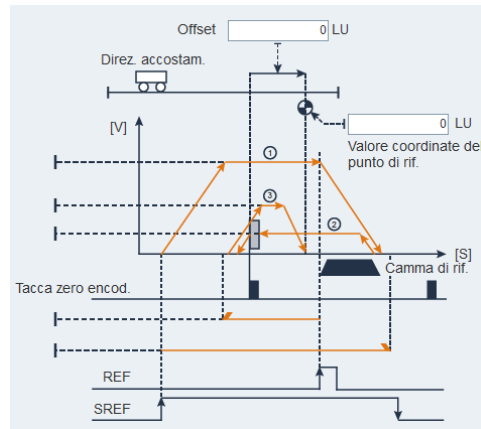 Offset 0 LU
Direz. accostam.
[V]
0 LU
Valore coordinate de
punto di rif.
1
3
2
[S]
Camma di rif.
Tacca zero encod.
REF
SREF